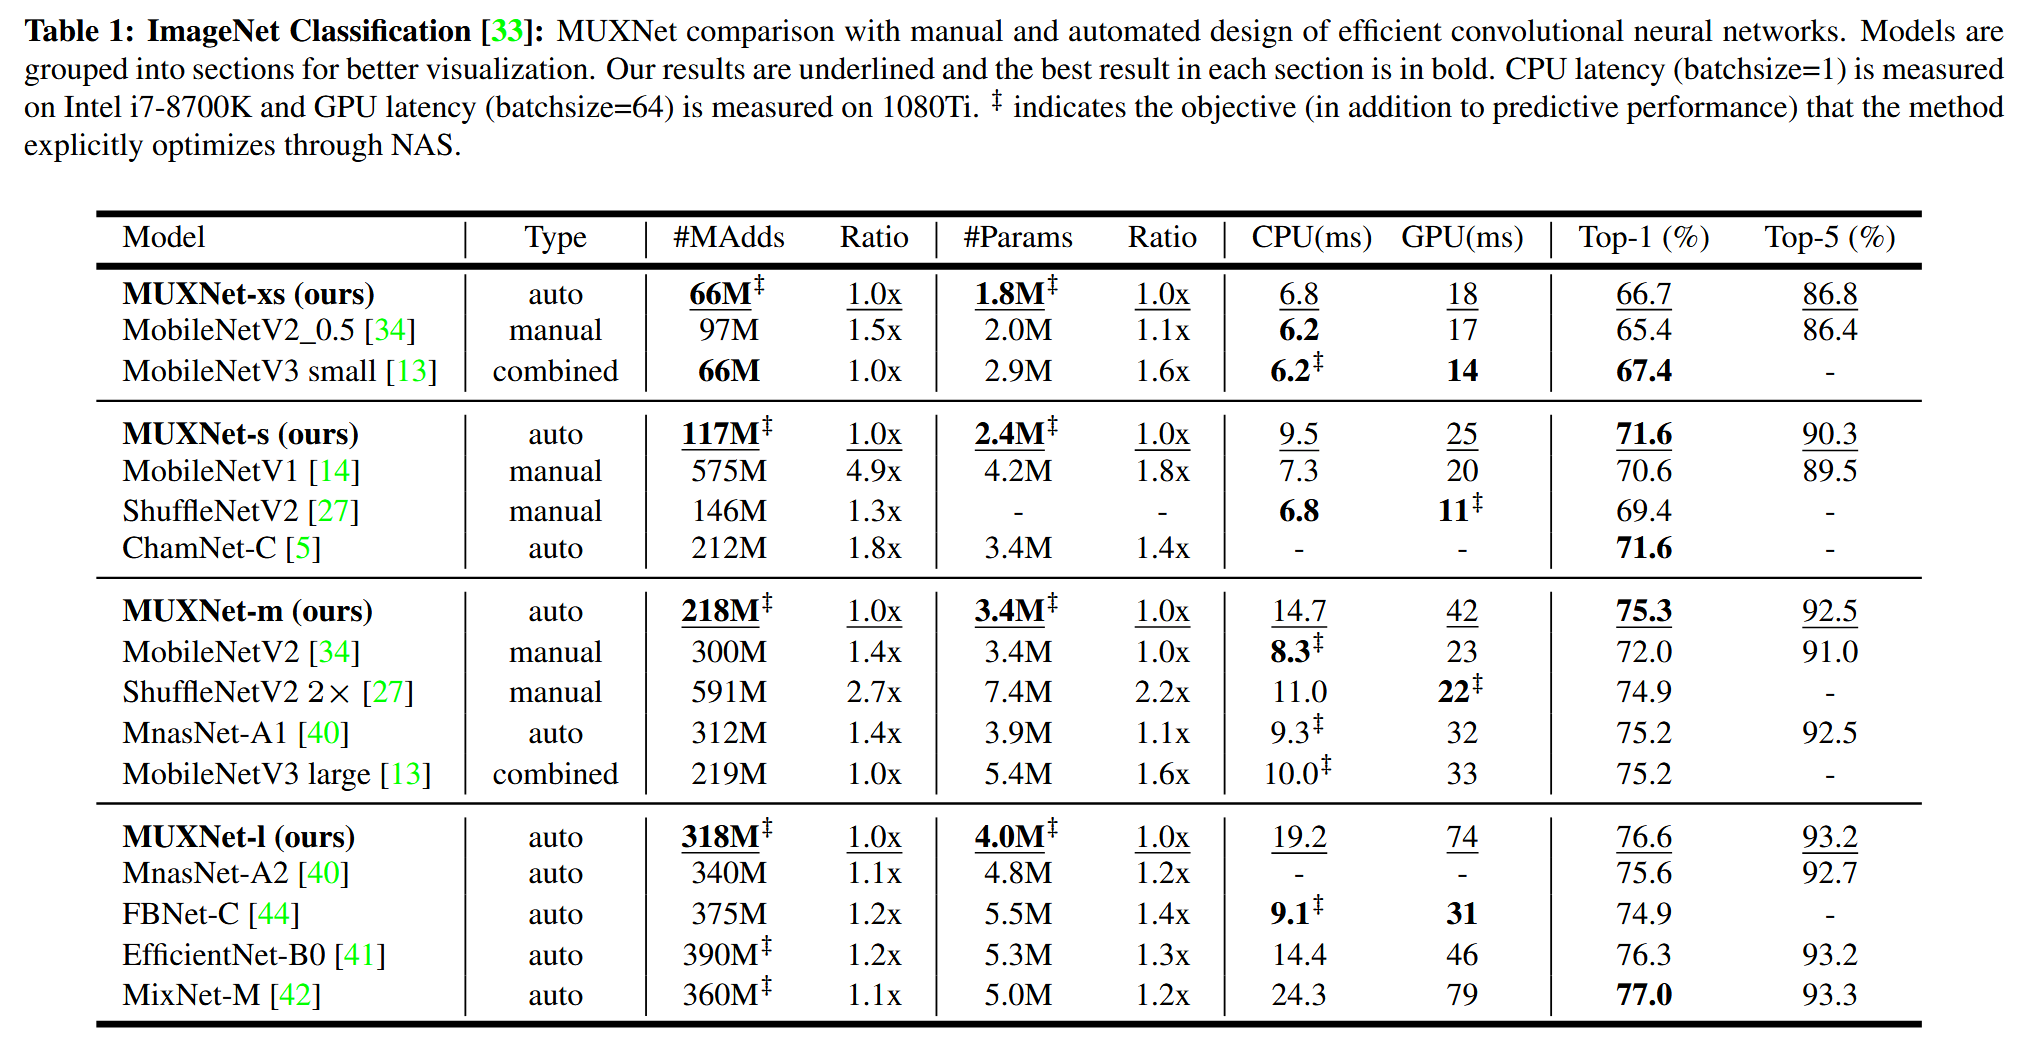 Table 1: ImageNet Classification [33]: MUXNet comparison with manual and automated design of efficient convolutional neural networks. Models are
grouped into sections for better visualization. Our results are underlined and the best result in each section is in bold. CPU latency (batchsize=1) is measured
on Intel i7-8700K and GPU latency (batchsize=64) is measured on 1080Ti. ‡ indicates the objective (in addition to predictive performance) that the method
explicitly optimizes through NAS.
Model Type #MAdds Ratio #Params Ratio CPU(ms) GPU(ms) Top-1 (%) Top-5 (%)
MUXNet-xs (ours) auto 66M‡ 1.0x 1.8M‡ 1.0x 6.8 18 66.7 86.8
MobileNetV2_0.5 [34] manual 97M 1.5x 2.0M 1.1x 6.2 17 65.4 86.4
MobileNetV3 small [13] combined 66M 1.0x 2.9M 1.6x 6.2‡ 14 67.4 -
MUXNet-s (ours) auto 117M‡ 1.0x 2.4M‡ 1.0x 9.5 25 71.6 90.3
MobileNetV1 [14] manual 575M 4.9x 4.2M 1.8x 7.3 20 70.6 89.5
ShuffleNetV2 [27] manual 146M 1.3x - - 6.8 11‡ 69.4 -
ChamNet-C [5] auto 212M 1.8x 3.4M 1.4x - - 71.6 -
MUXNet-m (ours) auto 218M‡ 1.0x 3.4M‡ 1.0x 14.7 42 75.3 92.5
MobileNetV2 [34] manual 300M 1.4x 3.4M 1.0x 8.3‡ 23 72.0 91.0
ShuffleNetV2 2× [27] manual 591M 2.7x 7.4M 2.2x 11.0 22‡ 74.9 -
MnasNet-A1 [40] auto 312M 1.4x 3.9M 1.1x 9.3‡ 32 75.2 92.5
MobileNetV3 large [13] combined 219M 1.0x 5.4M 1.6x 10.0‡ 33 75.2 -
MUXNet-l (ours) auto 318M‡ 1.0x 4.0M‡ 1.0x 19.2 74 76.6 93.2
MnasNet-A2 [40] auto 340M 1.1x 4.8M 1.2x - - 75.6 92.7
FBNet-C [44] auto 375M 1.2x 5.5M 1.4x 9.1‡ 31 74.9 -
EfficientNet-B0 [41] auto 390M‡ 1.2x 5.3M 1.3x 14.4 46 76.3 93.2
MixNet-M [42] auto 360M‡ 1.1x 5.0M 1.2x 24.3 79 77.0 93.3